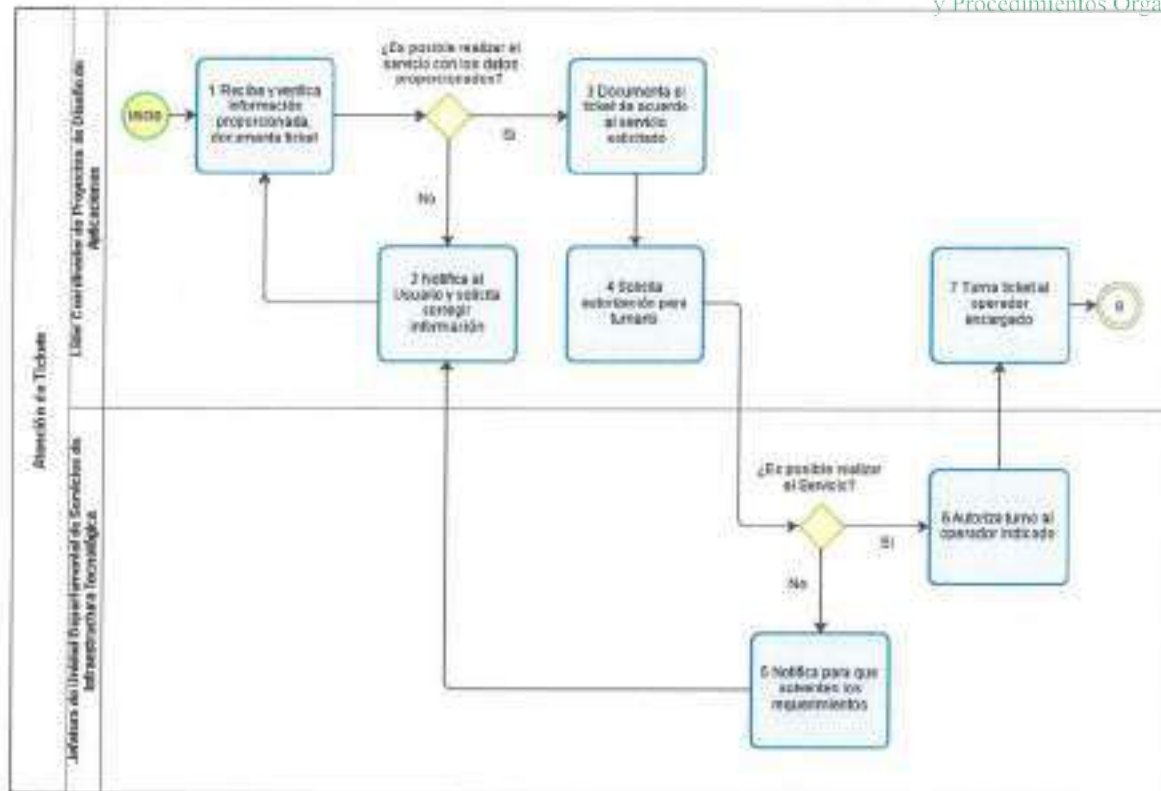 y Procedimientos Orga
Atención de Tickets
Líder Coordinador de Proyectos de Diseño de
Aplicaciones
INICIO
1 Recibe y verifica
información
proporcionada,
documenta ticket
¿Es posible realizar el
servicio con los datos
proporcionados?
Si
No
3 Documenta el
ticket de acuerdo
al servicio
solicitado
2 Notifica al
Usuario y solicita
corregir
información
4 Solicita
autorización para
turnarlo
7 Turna ticket al
operador
encargado
Jefatura de Unidad Departamental de Servicios de
Infraestructura Tecnológica
¿Es posible realizar
el Servicio?
Si
No
6 Autoriza turno al
operador indicado
5 Notifica para que
solventen los
requerimientos